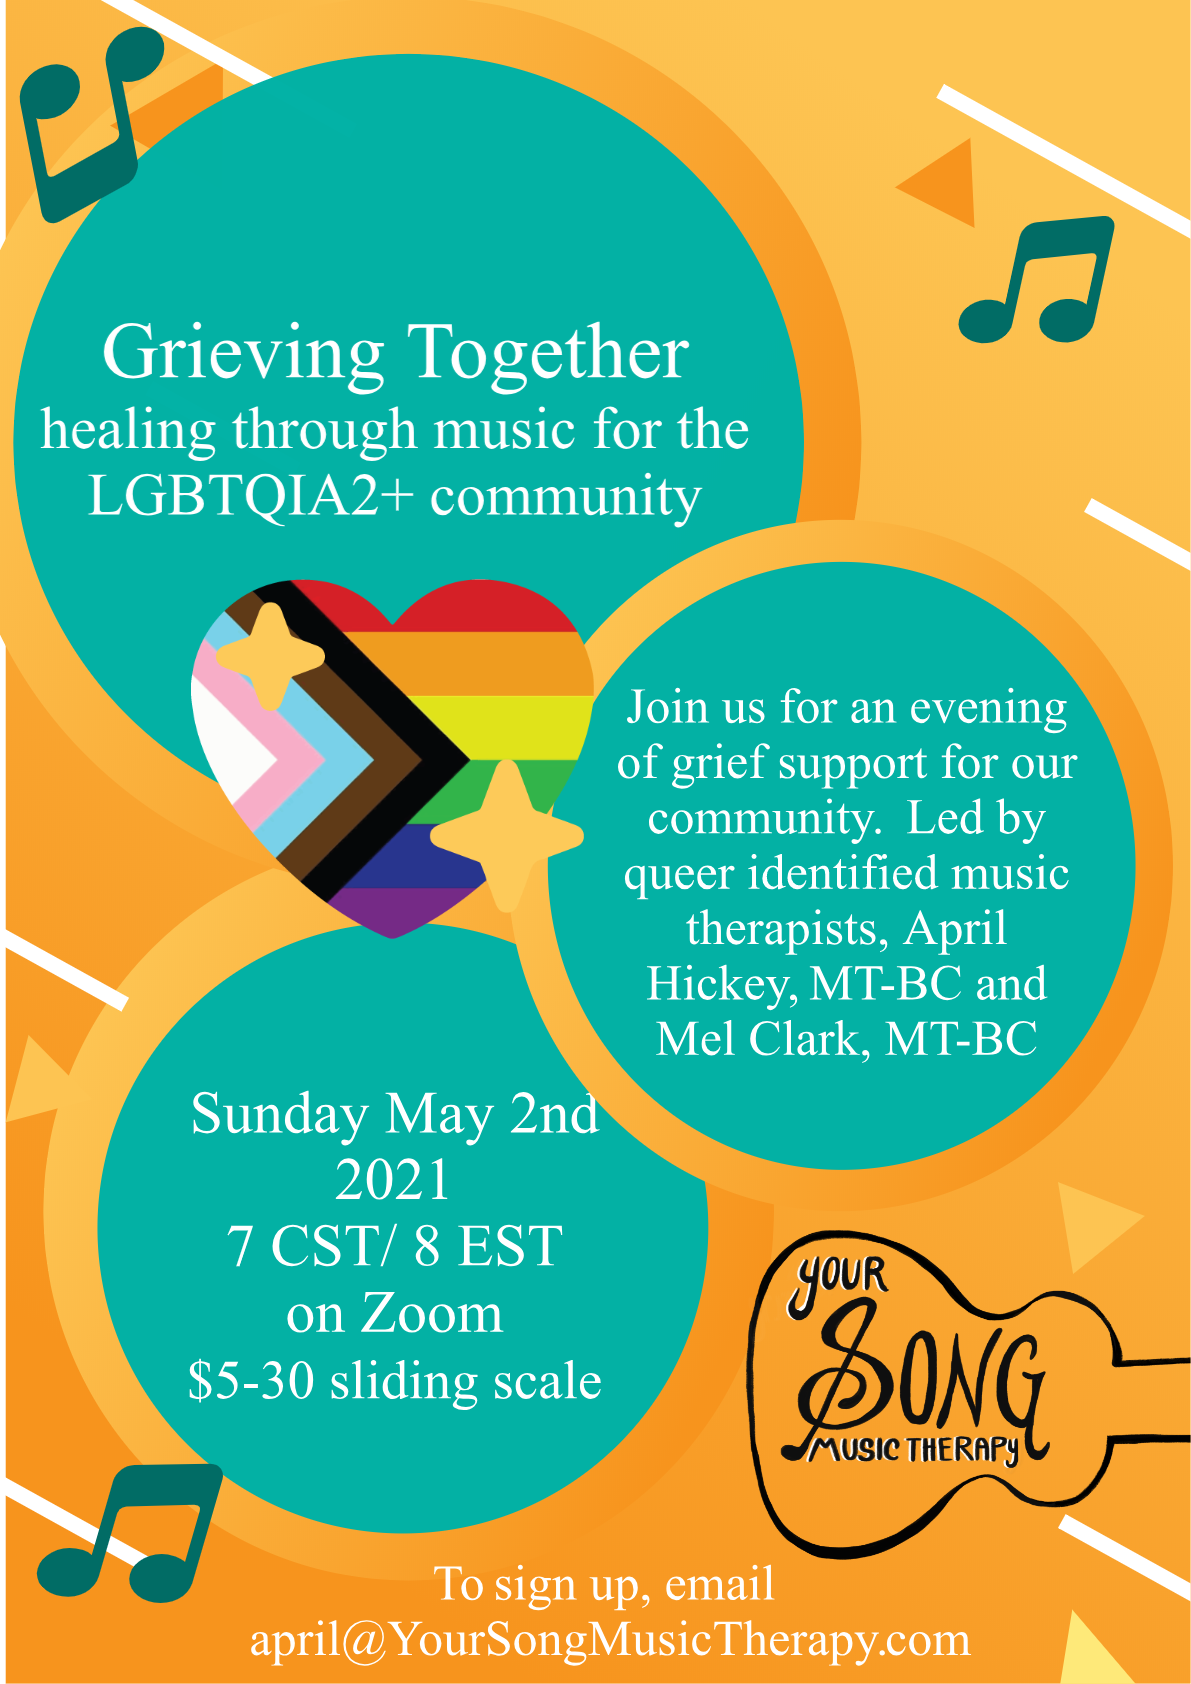 Grieving Together
healing through music for the
LGBTQIA2+ community
Join us for an evening
of grief support for our
community.  Led by
queer identified music
therapists, April
Hickey, MT-BC and
Mel Clark, MT-BC
Sunday May 2nd
2021
7 CST/ 8 EST
on Zoom
$5-30 sliding scale
YOUR
SONG
MUSIC THERAPY
To sign up, email
april@YourSongMusicTherapy.com